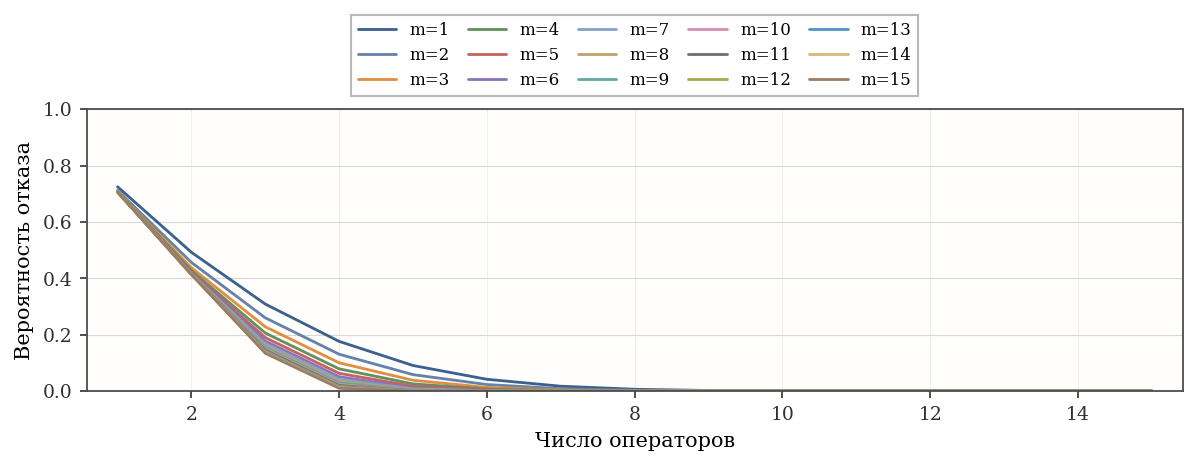 m=1 m=4 m=7 m=10 m=13
m=2 m=5 m=8 m=11 m=14
m=3 m=6 m=9 m=12 m=15
1.0
0.8
0.6
0.4
0.2
0.0
Вероятность отказа
2 4 6 8 10 12 14
Число операторов